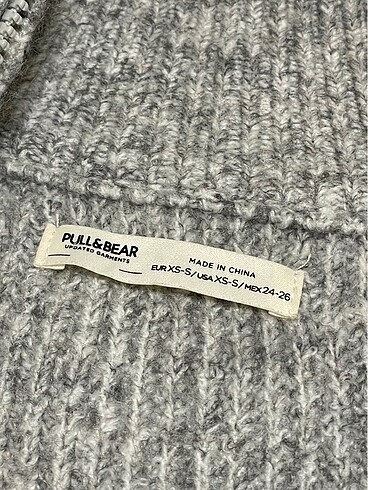 PULL&BEAR
UPDATED GARMENTS
MADE IN CHINA
EUR XS-S/USA XS-S/MEX 24-26